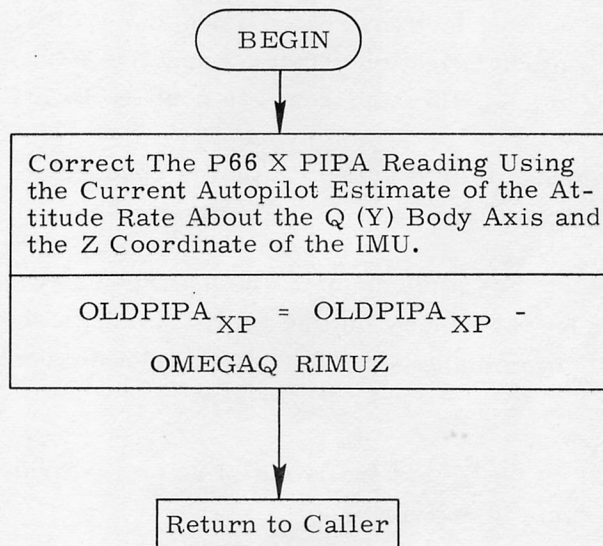 BEGIN
Correct The P66 X PIPA Reading Using
the Current Autopilot Estimate of the At-
titude Rate About the Q (Y) Body Axis and
the Z Coordinate of the IMU.
OLDPIPA XP = OLDPIPA XP -
OMEGAQ RIMUZ
Return to Caller